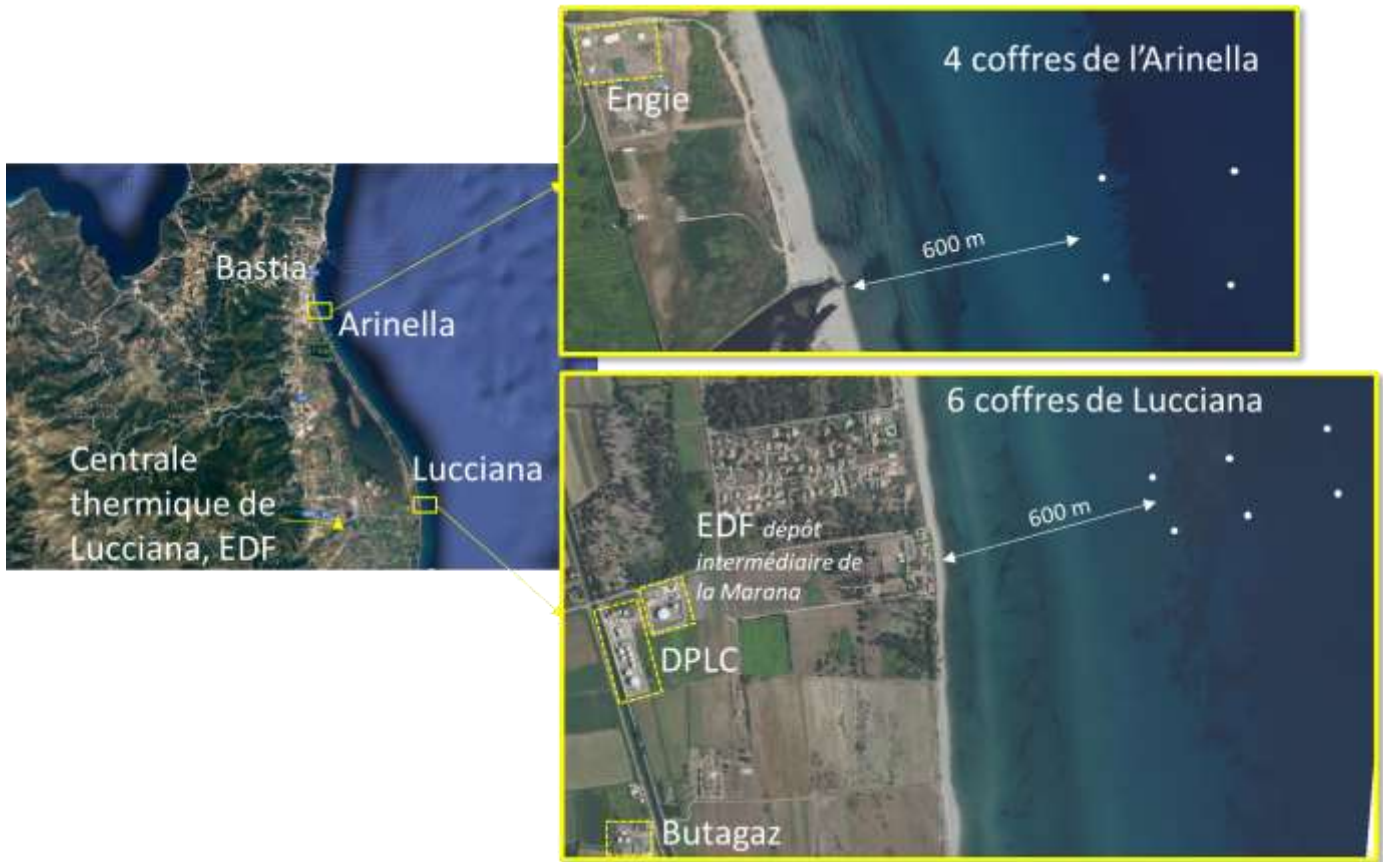 Bastia
Arinella
Centrale
thermique de
Lucciana, EDF
Lucciana
4 coffres de l'Arinella
Engie
600 m
6 coffres de Lucciana
EDF dépôt
intermédiaire de
la Marana
600 m
DPLC
Butagaz